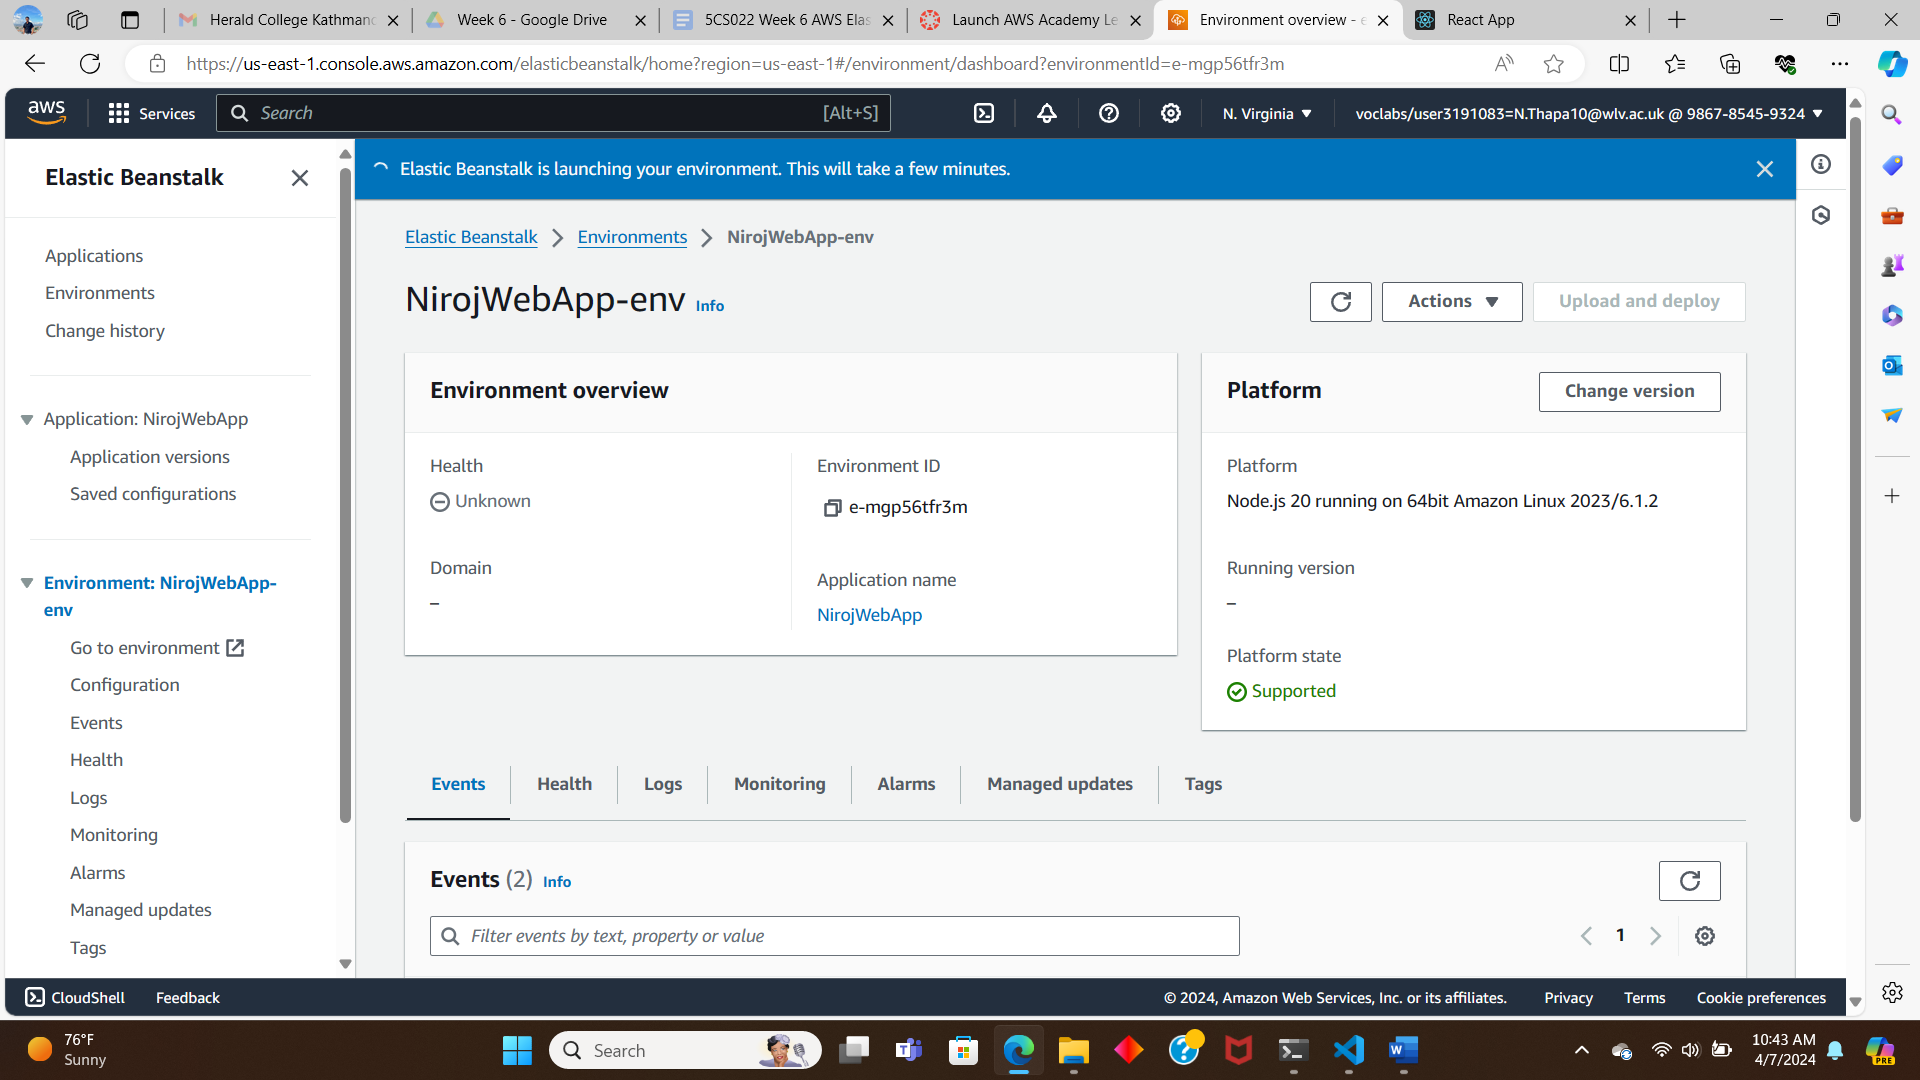 Herald College Kathmand
Week 6 - Google Drive
5CS022 Week 6 AWS Elas
Launch AWS Academy Le
Environment overview - e
React App
https://us-east-1.console.aws.amazon.com/elasticbeanstalk/home?region=us-east-1#/environment/dashboard?environmentId=e-mgp56tfr3m
aws
Services
Search
[Alt+S]
N. Virginia
voclabs/user3191083=N.Thapa10@wlv.ac.uk @ 9867-8545-9324
Elastic Beanstalk
Applications
Environments
Change history
Application: NirojWebApp
Application versions
Saved configurations
Environment: NirojWebApp-
env
Go to environment
Configuration
Events
Health
Logs
Monitoring
Alarms
Managed updates
Tags
Elastic Beanstalk is launching your environment. This will take a few minutes.
Elastic Beanstalk > Environments > NirojWebApp-env
NirojWebApp-env Info
Actions
Upload and deploy
Environment overview
Health
Unknown
Domain
–
Environment ID
e-mgp56tfr3m
Application name
NirojWebApp
Platform
Change version
Platform
Node.js 20 running on 64bit Amazon Linux 2023/6.1.2
Running version
–
Platform state
Supported
Events
Health
Logs
Monitoring
Alarms
Managed updates
Tags
Events (2) Info
Filter events by text, property or value
1
CloudShell
Feedback
© 2024, Amazon Web Services, Inc. or its affiliates.
Privacy
Terms
Cookie preferences
76°F
Sunny
Search
10:43 AM
4/7/2024
PRE